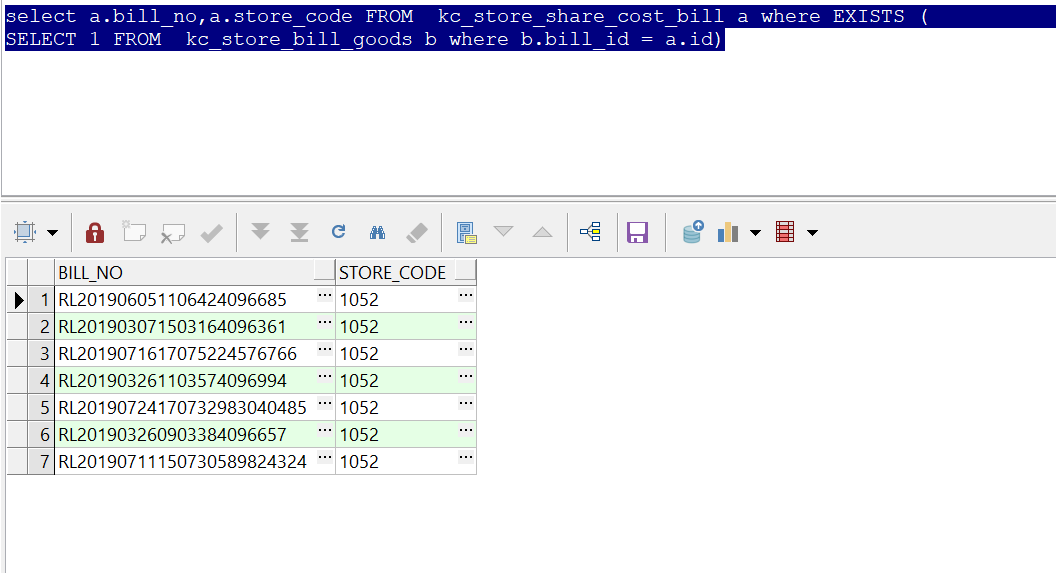 select a.bill_no,a.store_code FROM  kc_store_share_cost_bill a where EXISTS (
SELECT 1 FROM  kc_store_bill_goods b where b.bill_id = a.id)
BILL_NO STORE_CODE
1 RL201906051106424096685 ... 1052 ...
2 RL201903071503164096361 ... 1052 ...
3 RL2019071617075224576766 ... 1052 ...
4 RL201903261103574096994 ... 1052 ...
5 RL20190724170732983040485 ... 1052 ...
6 RL201903260903384096657 ... 1052 ...
7 RL20190711150730589824324 ... 1052 ...